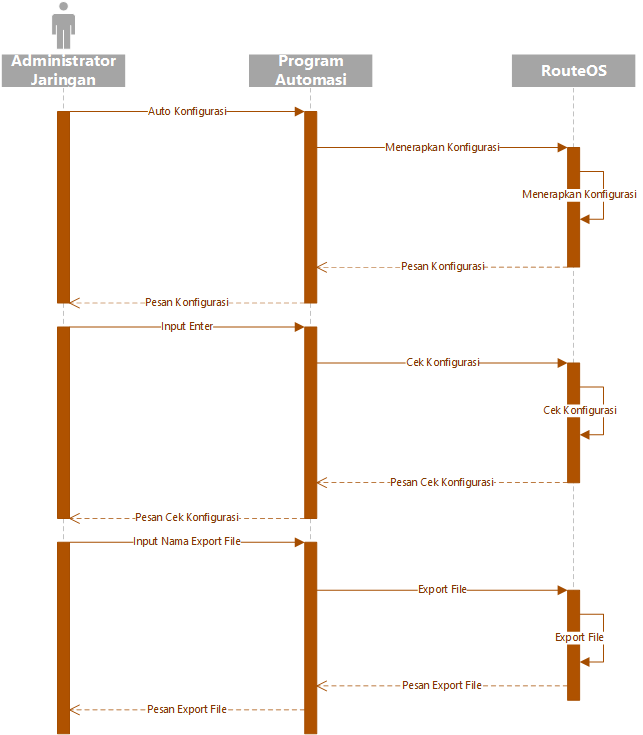 Administrator
Jaringan
Program
Automasi
RouteOS
Auto Konfigurasi
Menerapkan Konfigurasi
Menerapkan Konfigurasi
Pesan Konfigurasi
Pesan Konfigurasi
Input Enter
Cek Konfigurasi
Cek Konfigurasi
Pesan Cek Konfigurasi
Pesan Cek Konfigurasi
Input Nama Export File
Export File
Export File
Pesan Export File
Pesan Export File